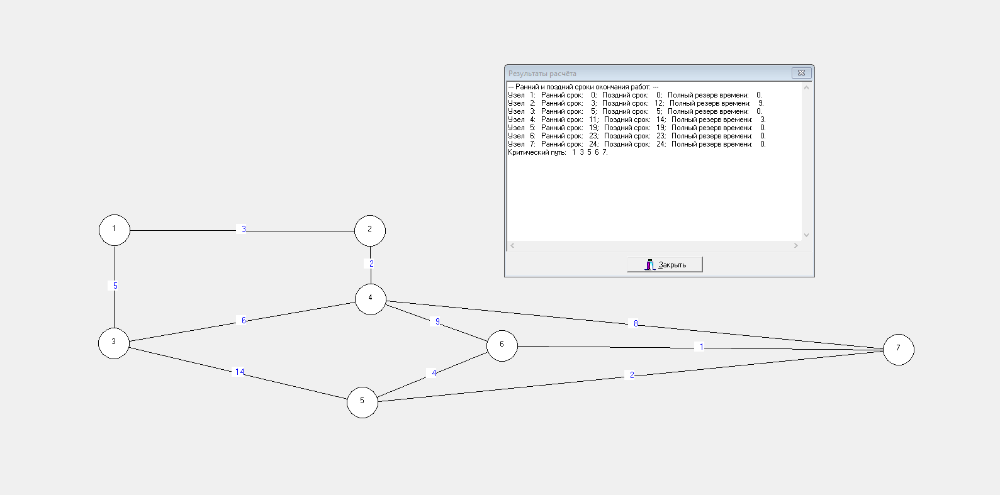 Результаты расчёта
--- Ранний и поздний сроки окончания работ: ---
Узел 1: Ранний срок: 0; Поздний срок: 0; Полный резерв времени: 0.
Узел 2: Ранний срок: 3; Поздний срок: 12; Полный резерв времени: 9.
Узел 3: Ранний срок: 5; Поздний срок: 5; Полный резерв времени: 0.
Узел 4: Ранний срок: 11; Поздний срок: 14; Полный резерв времени: 3.
Узел 5: Ранний срок: 19; Поздний срок: 19; Полный резерв времени: 0.
Узел 6: Ранний срок: 23; Поздний срок: 23; Полный резерв времени: 0.
Узел 7: Ранний срок: 24; Поздний срок: 24; Полный резерв времени: 0.
Критический путь: 1 3 5 6 7.
Закрыть
1
3
2
2
5
4
6
9
8
3
6
1
7
14
4
2
5